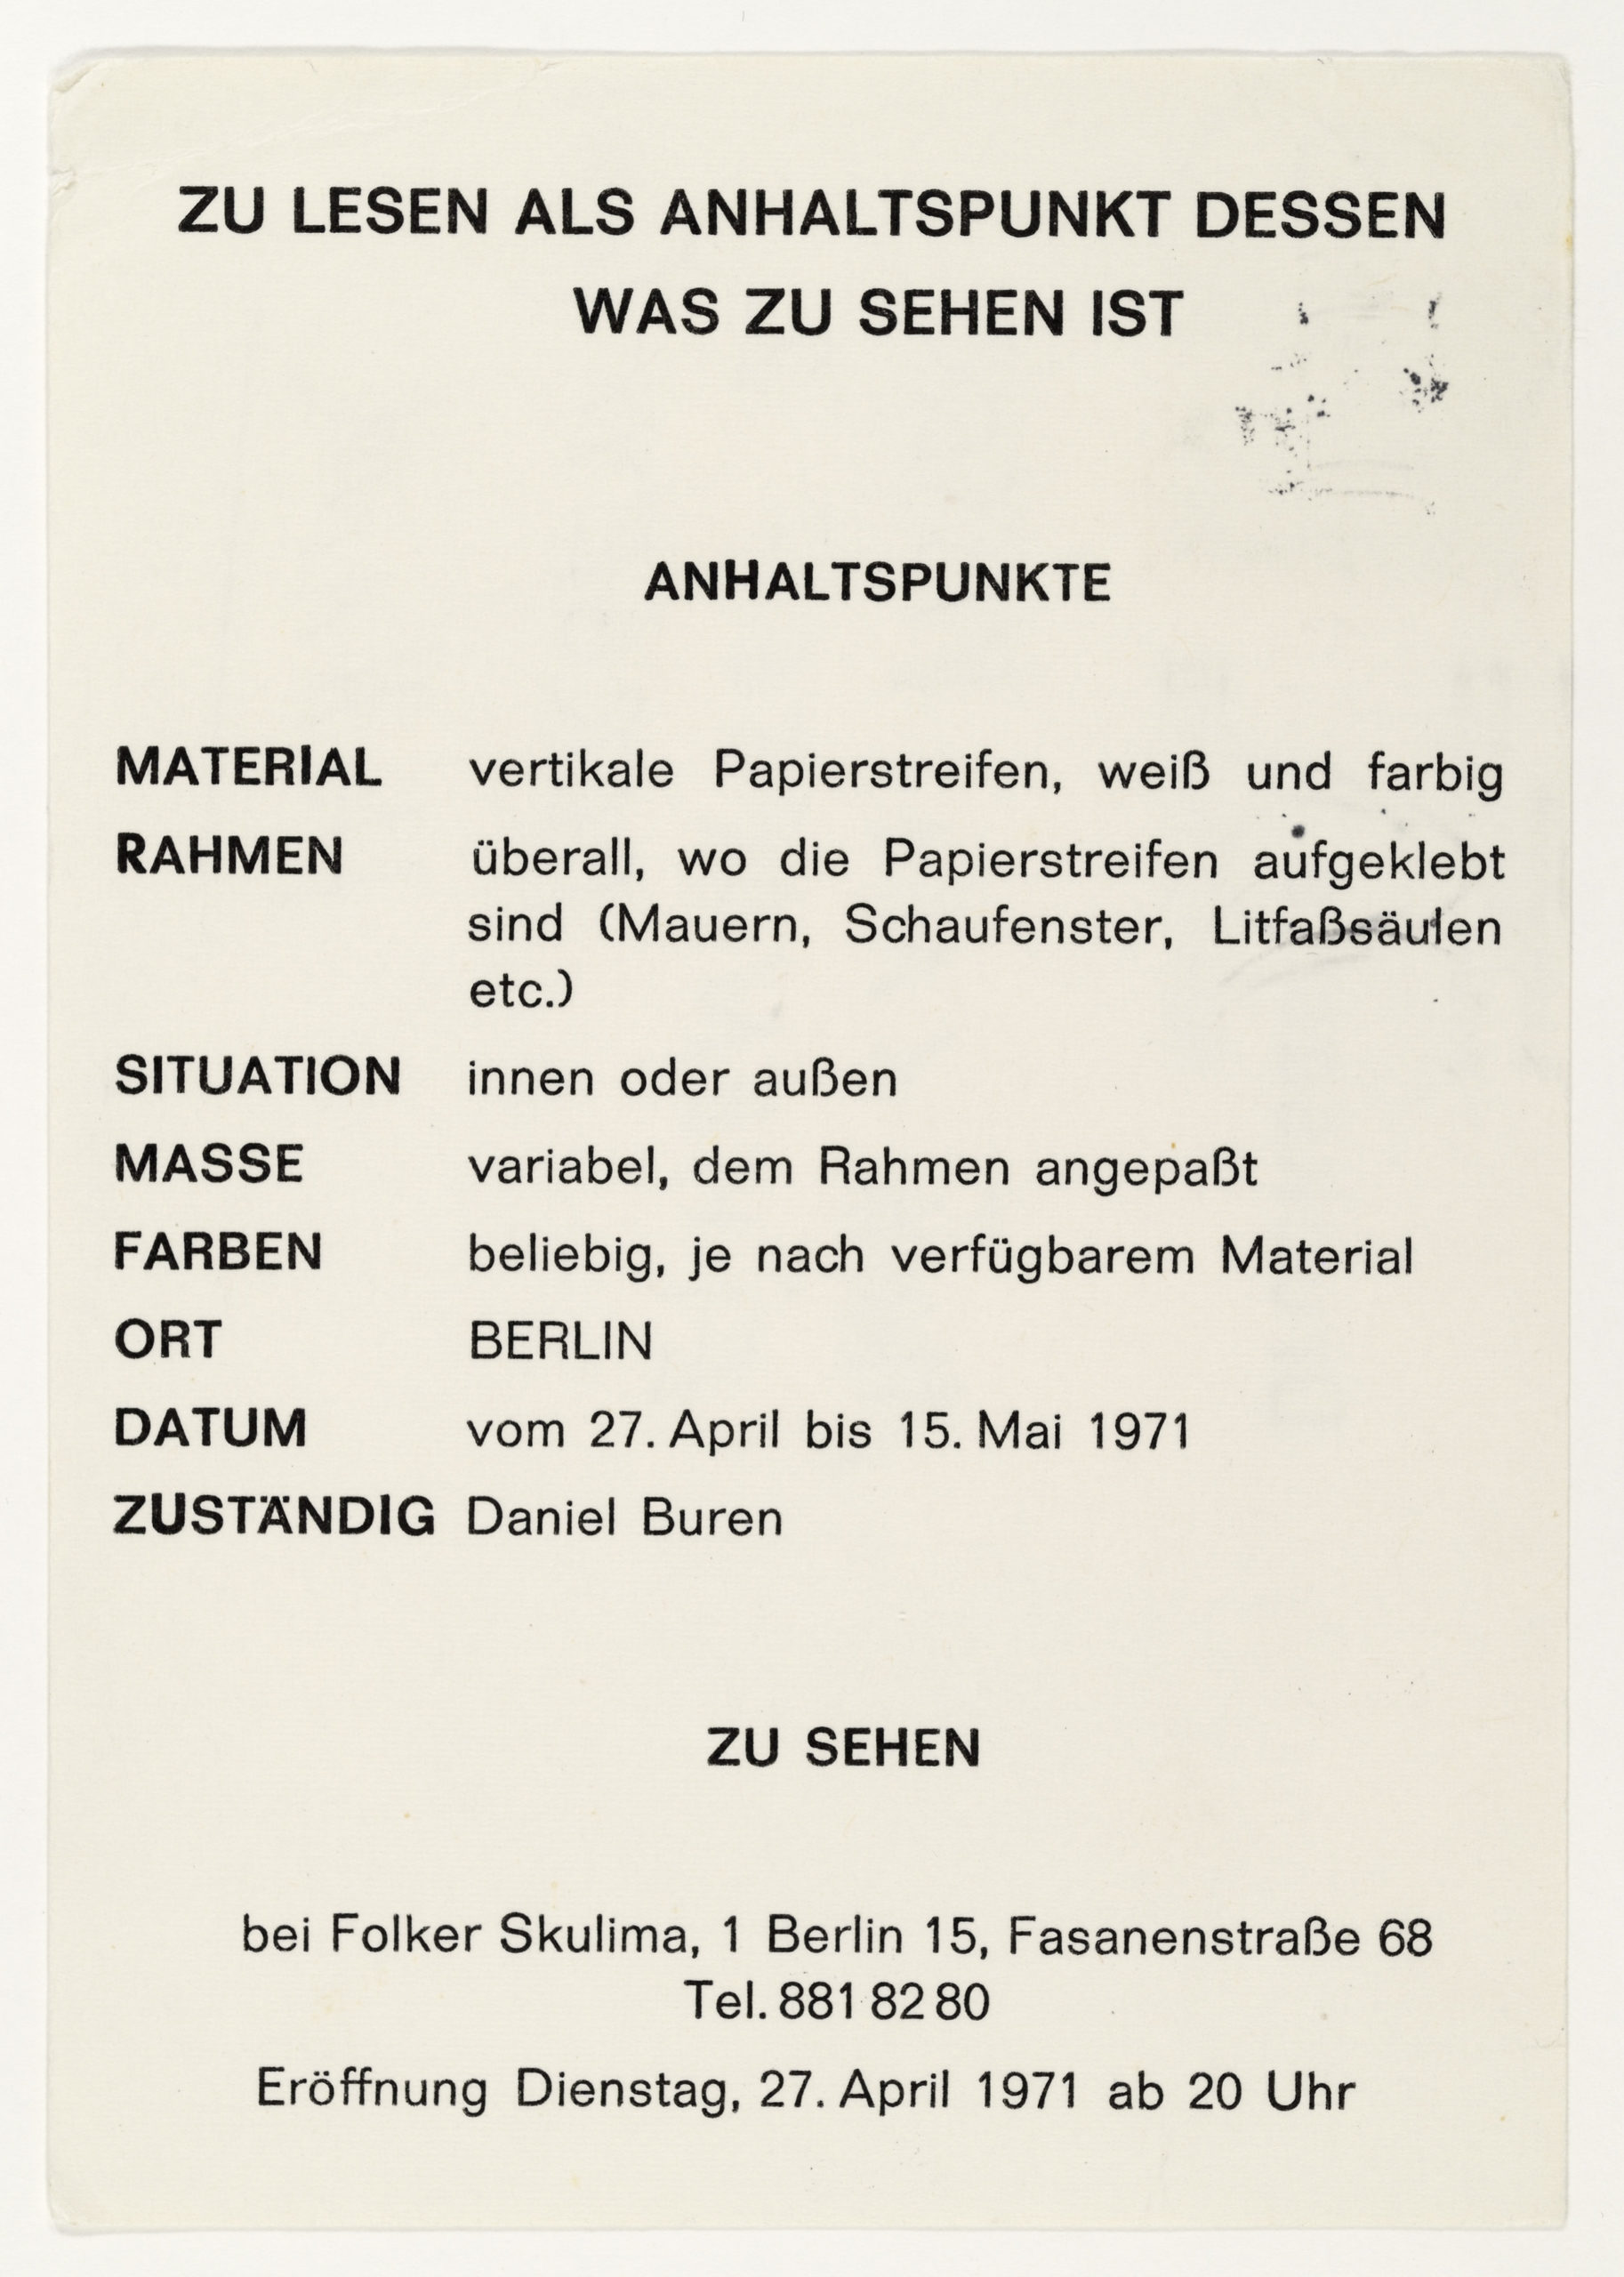 ZU LESEN ALS ANHALTSPUNKT DESSEN
WAS ZU SEHEN IST
ANHALTSPUNKTE
MATERIAL vertikale Papierstreifen, weiß und farbig
RAHMEN überall, wo die Papierstreifen aufgeklebt
sind (Mauern, Schaufenster, Litfaßsäulen
etc.)
SITUATION innen oder außen
MASSE variabel, dem Rahmen angepaßt
FARBEN beliebig, je nach verfügbarem Material
ORT BERLIN
DATUM vom 27. April bis 15. Mai 1971
ZUSTÄNDIG Daniel Buren
ZU SEHEN
bei Folker Skulima, 1 Berlin 15, Fasanenstraße 68
Tel. 881 82 80
Eröffnung Dienstag, 27. April 1971 ab 20 Uhr